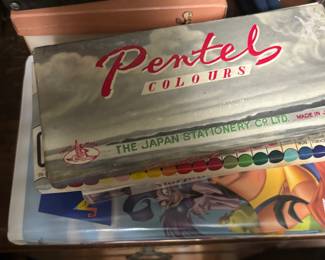 Pentel
COLOURS
THE JAPAN STATIONERY CO. LTD.
MADE IN